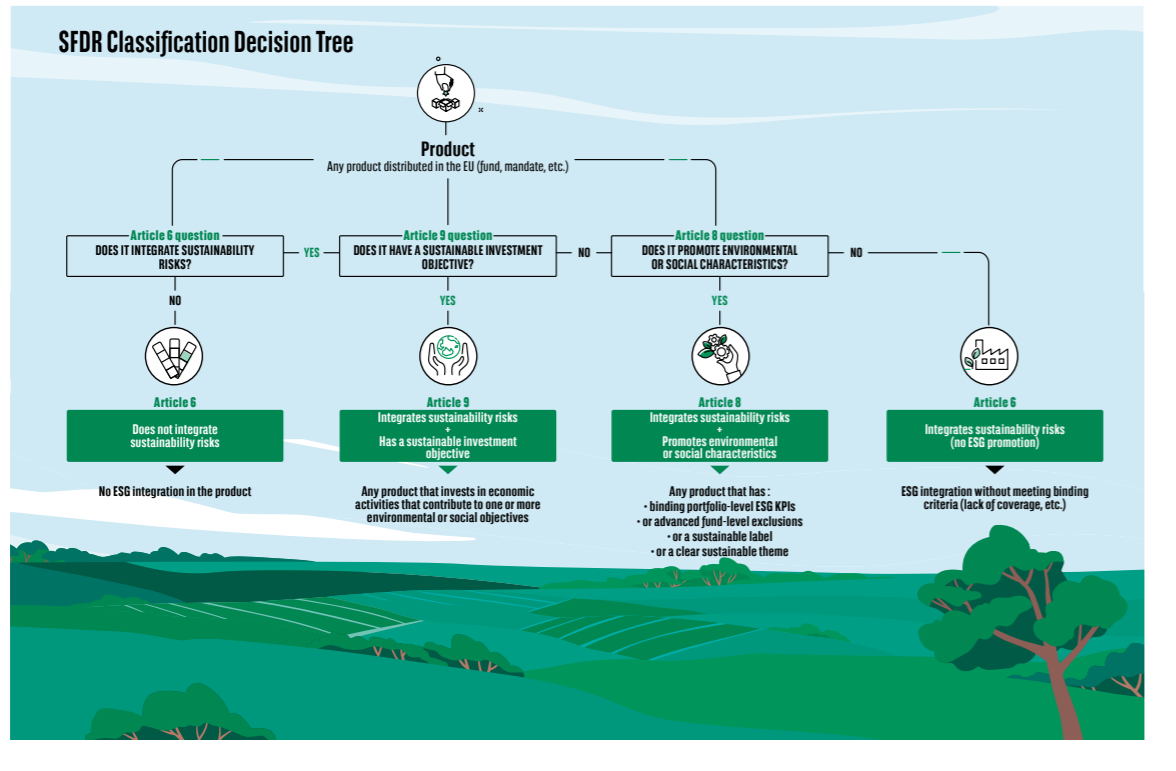 SFDR Classification Decision Tree
Product
Any product distributed in the EU (fund, mandate, etc.)
Article 6 question
DOES IT INTEGRATE SUSTAINABILITY
RISKS?
YES
Article 9 question
DOES IT HAVE A SUSTAINABLE INVESTMENT
OBJECTIVE?
NO
Article 8 question
DOES IT PROMOTE ENVIRONMENTAL
OR SOCIAL CHARACTERISTICS?
NO
NO
YES
YES
Article 6
Does not integrate
sustainability risks
No ESG integration in the product
Article 9
Integrates sustainability risks
+
Has a sustainable investment
objective
Any product that invests in economic
activities that contribute to one or more
environmental or social objectives
Article 8
Integrates sustainability risks
+
Promotes environmental
or social characteristics
Any product that has :
• binding portfolio-level ESG KPIs
• or advanced fund-level exclusions
• or a sustainable label
• or a clear sustainable theme
Article 6
Integrates sustainability risks
(no ESG promotion)
ESG integration without meeting binding
criteria (lack of coverage, etc.)